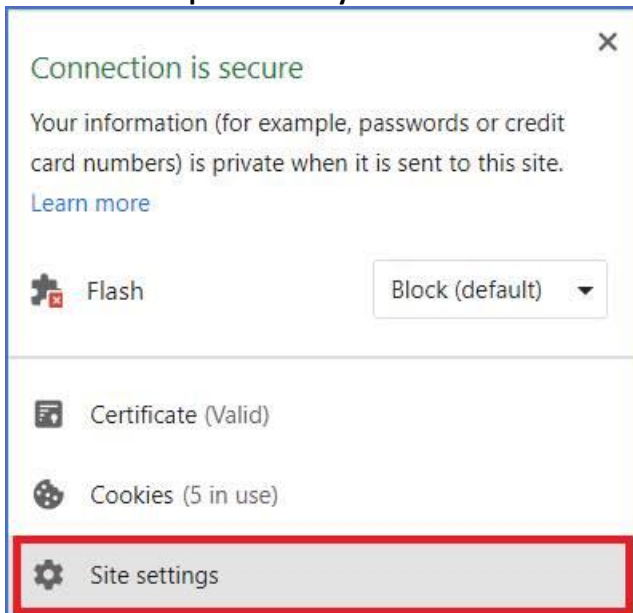 Connection is secure
Your information (for example, passwords or credit
card numbers) is private when it is sent to this site.
Learn more
Flash Block (default)
Certificate (Valid)
Cookies (5 in use)
Site settings